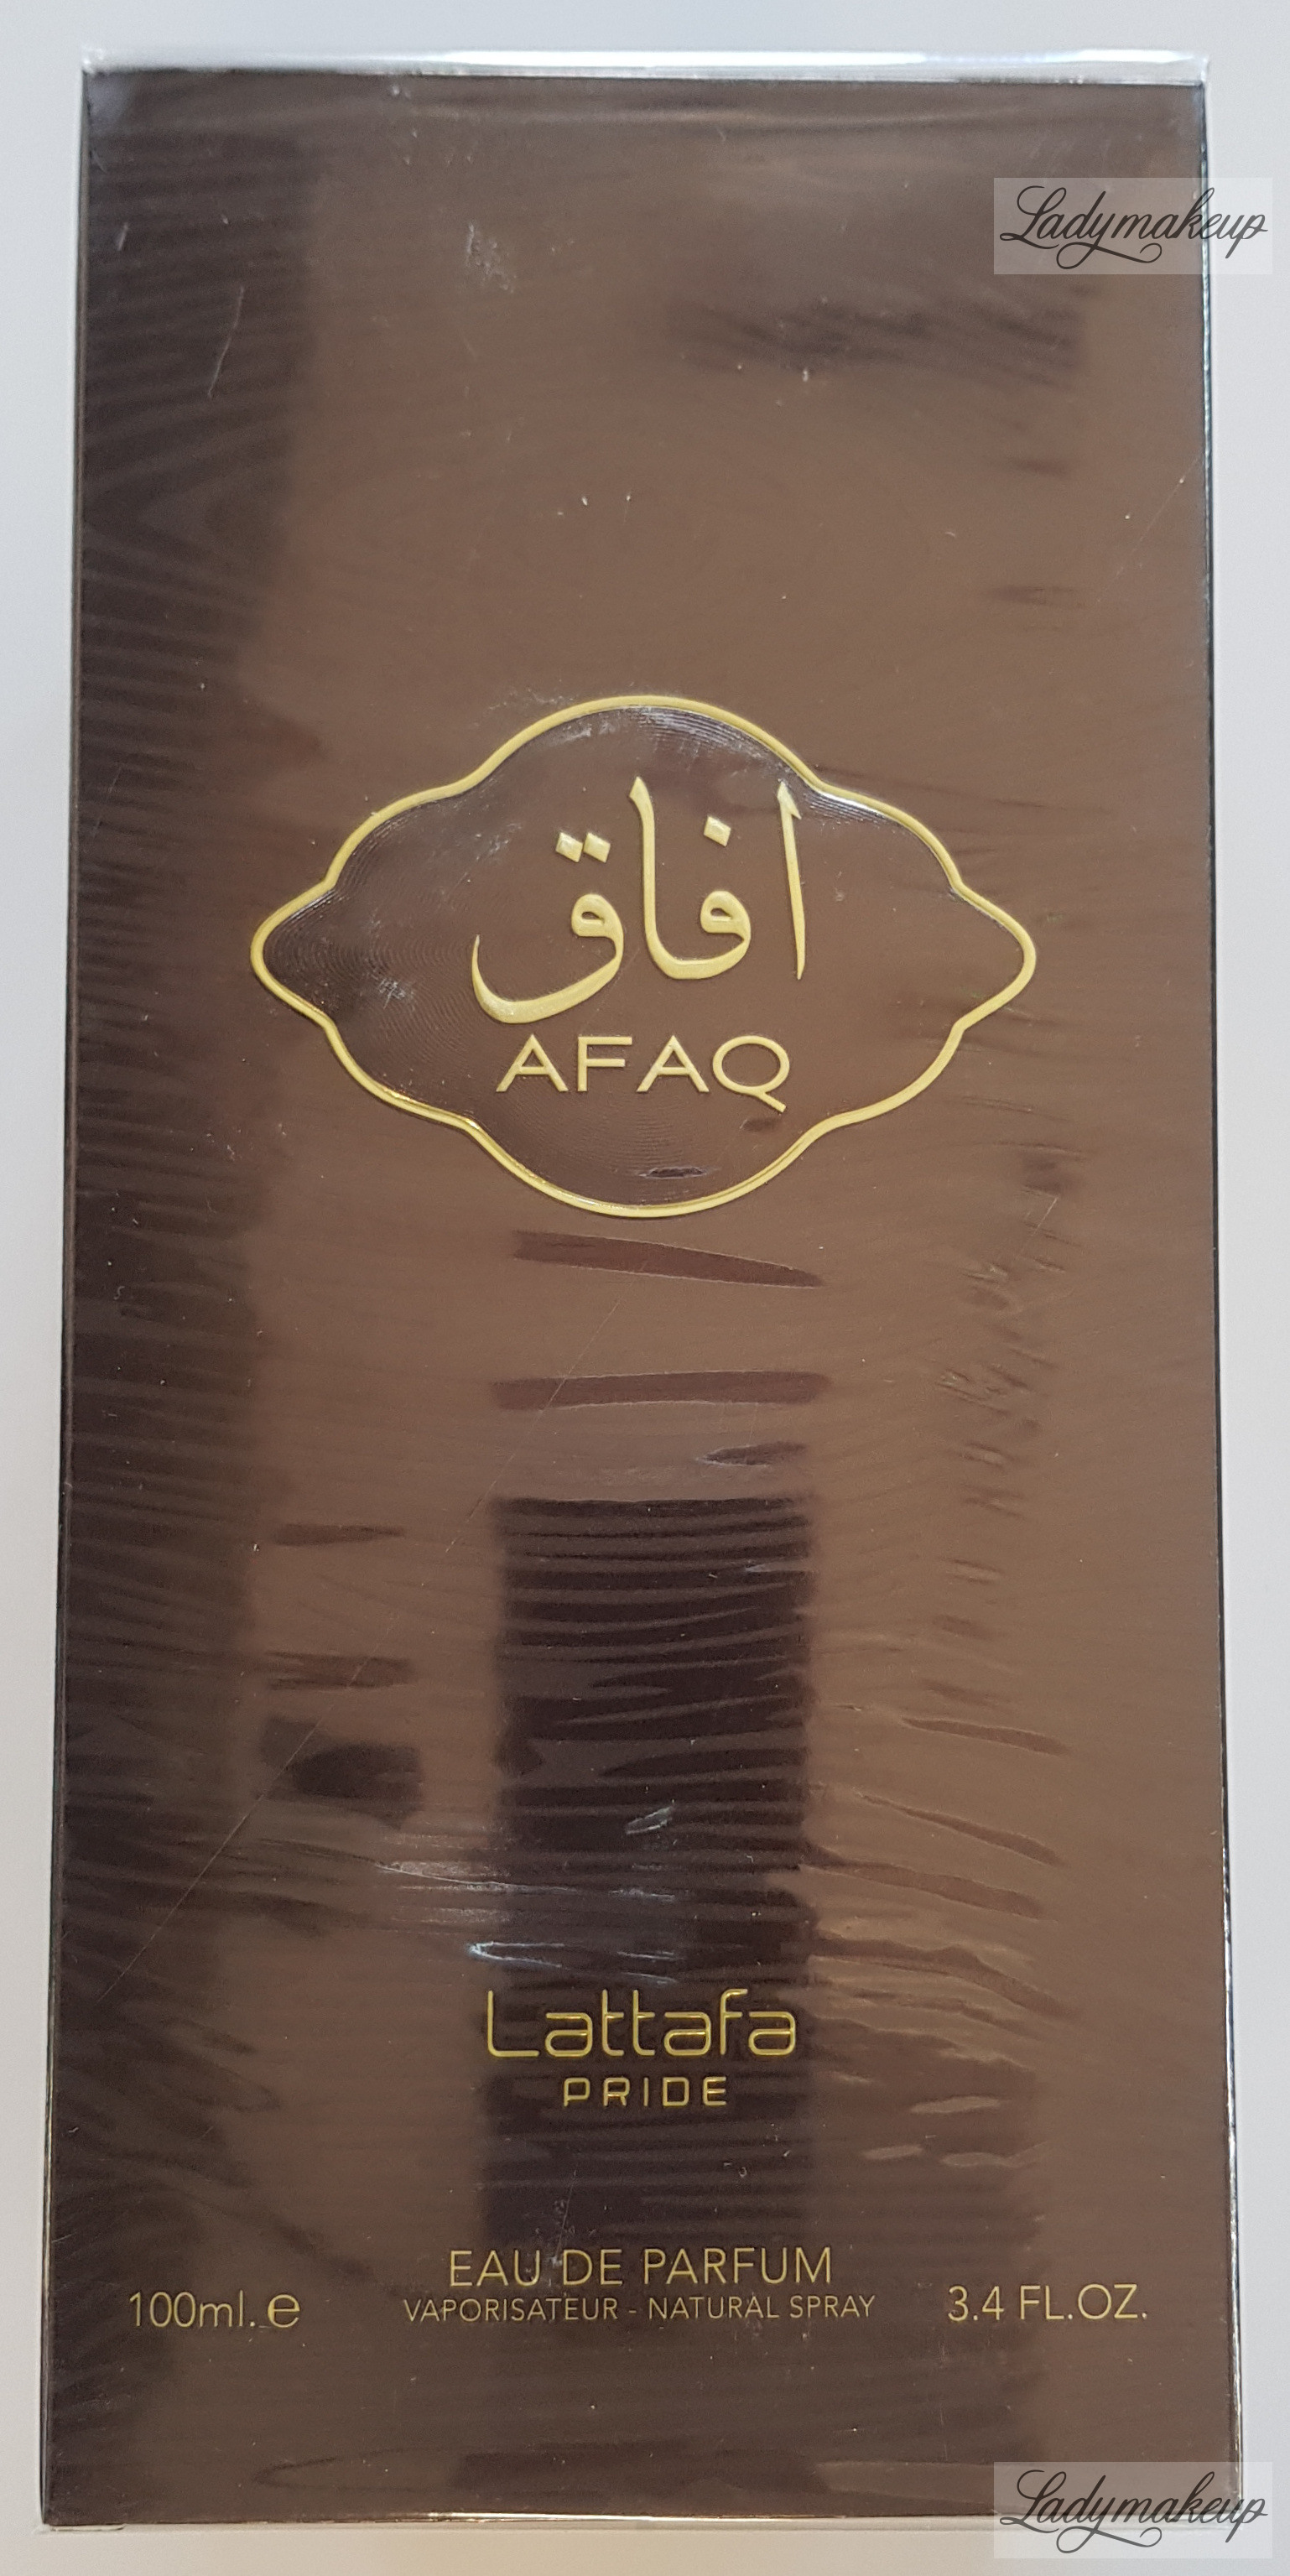 Ladymakeup
افاق
AFAQ
Lattafa
PRIDE
EAU DE PARFUM
VAPORISATEUR - NATURAL SPRAY
100ml. ℮
3.4 FL.OZ.
Ladymakeup